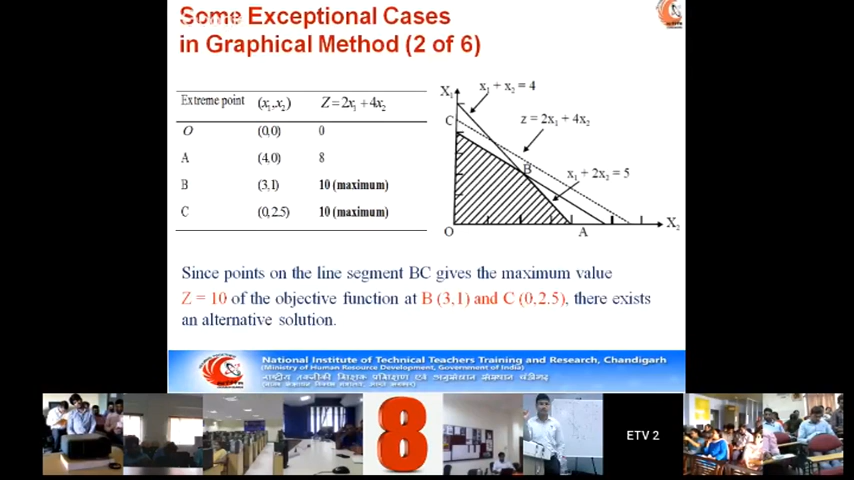 Some Exceptional Cases
in Graphical Method (2 of 6)
Extreme point (x₁,x₂) Z = 2x₁ + 4x₂
O (0,0) 0
A (4,0) 8
B (3,1) 10 (maximum)
C (0,2.5) 10 (maximum)
x₁ + x₂ = 4
X₁
C
z = 2x₁ + 4x₂
B
x₁ + 2x₂ = 5
X₂
O
A
Since points on the line segment BC gives the maximum value
Z = 10 of the objective function at B (3,1) and C (0,2.5), there exists
an alternative solution.
National Institute of Technical Teachers Training and Research, Chandigarh
(Ministry of Human Resource Development, Government of India)
8
ETV 2